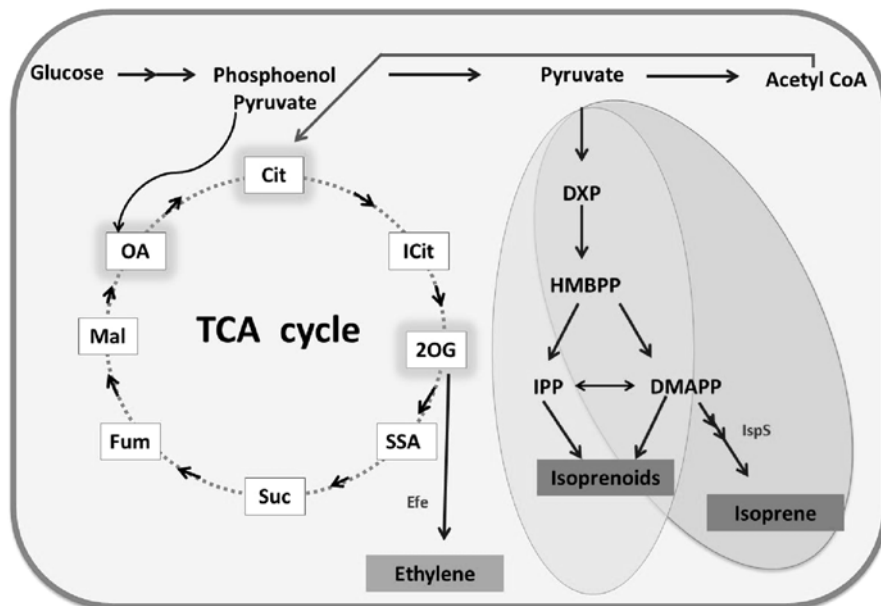 Glucose
Phosphoenol
Pyruvate
Pyruvate
Acetyl CoA
Cit
OA
ICit
Mal
TCA cycle
2OG
Fum
SSA
Suc
Efe
Ethylene
DXP
HMBPP
IPP
DMAPP
IspS
Isoprenoids
Isoprene